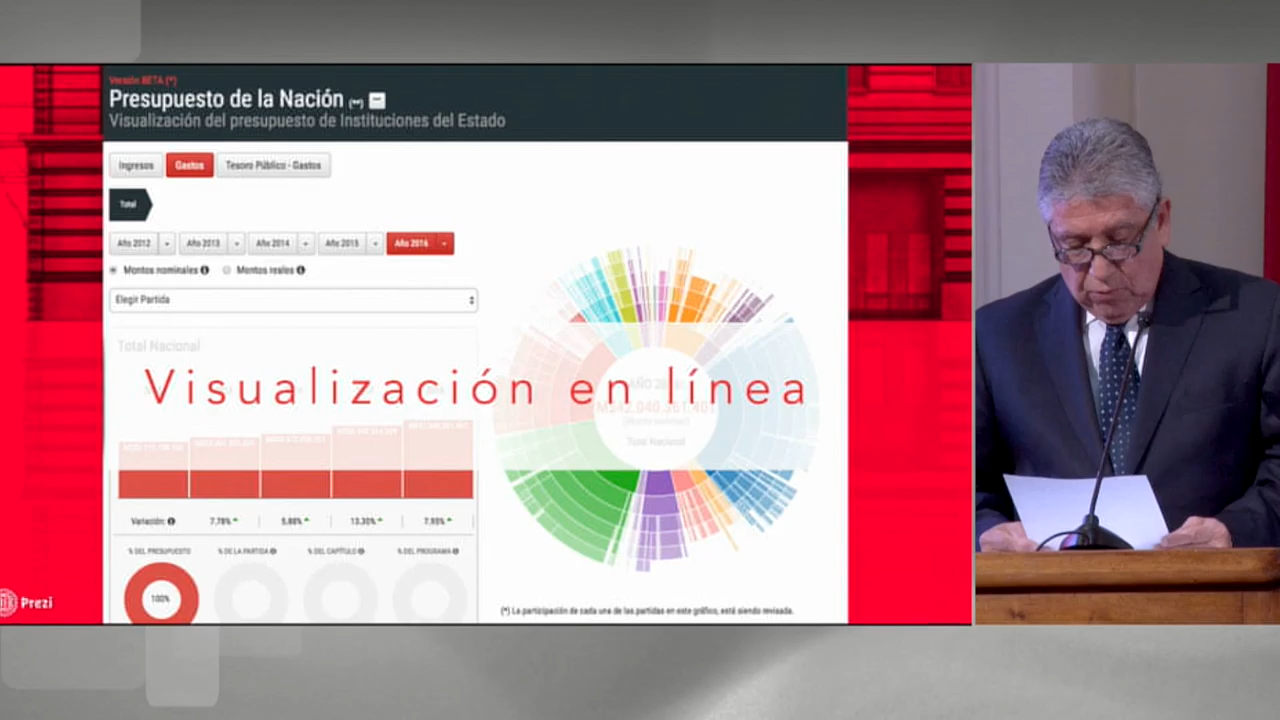 Versión BETA (*)
Presupuesto de la Nación (**)
Visualización del presupuesto de Instituciones del Estado
Ingresos Gastos Tesoro Público - Gastos
Total
Año 2012 Año 2013 Año 2014 Año 2015 Año 2016
Montos nominales Montos reales
Elegir Partida
Total Nacional
Visualización en línea
Total Nacional
Variación: 7.78% 5.88% 13.30% 7.95%
% DEL PRESUPUESTO % DE LA PARTIDA % DEL CAPÍTULO % DEL PROGRAMA
100%
(*) La participación de cada una de las partidas en este gráfico, esté siendo revisada.
Prezi